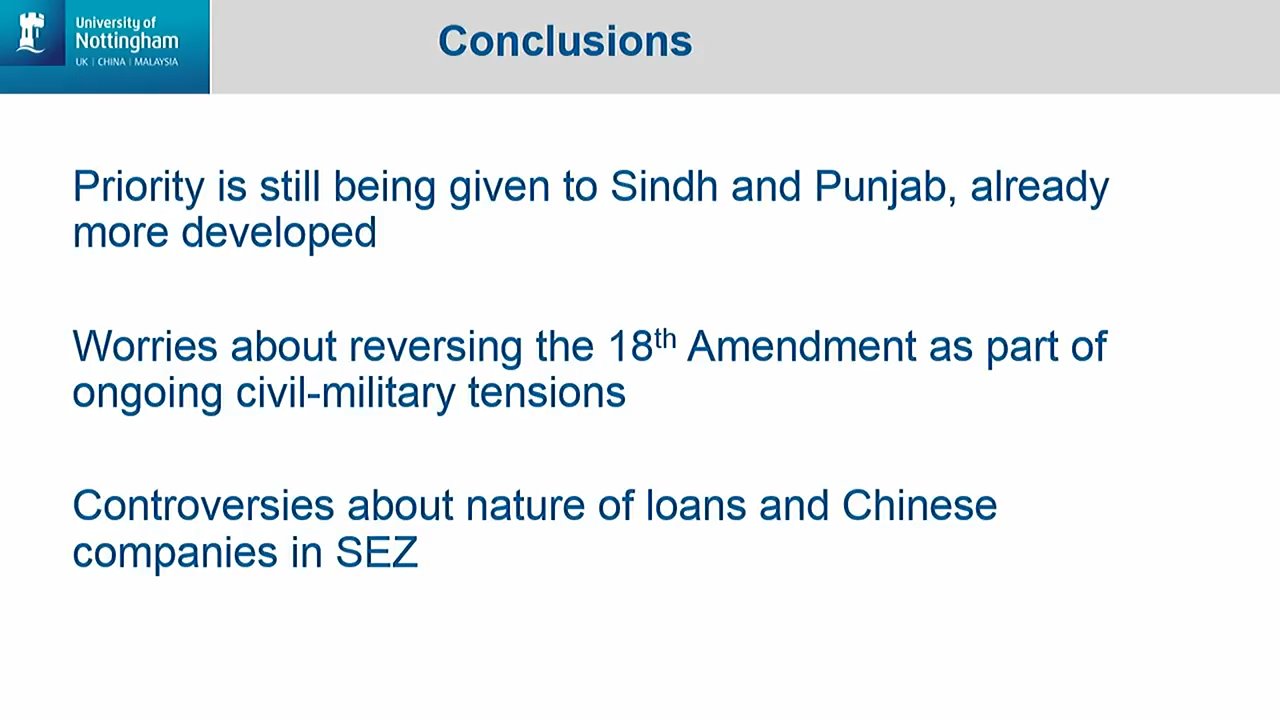 University of
Nottingham
UK | CHINA | MALAYSIA
Conclusions
Priority is still being given to Sindh and Punjab, already
more developed
Worries about reversing the 18th Amendment as part of
ongoing civil-military tensions
Controversies about nature of loans and Chinese
companies in SEZ